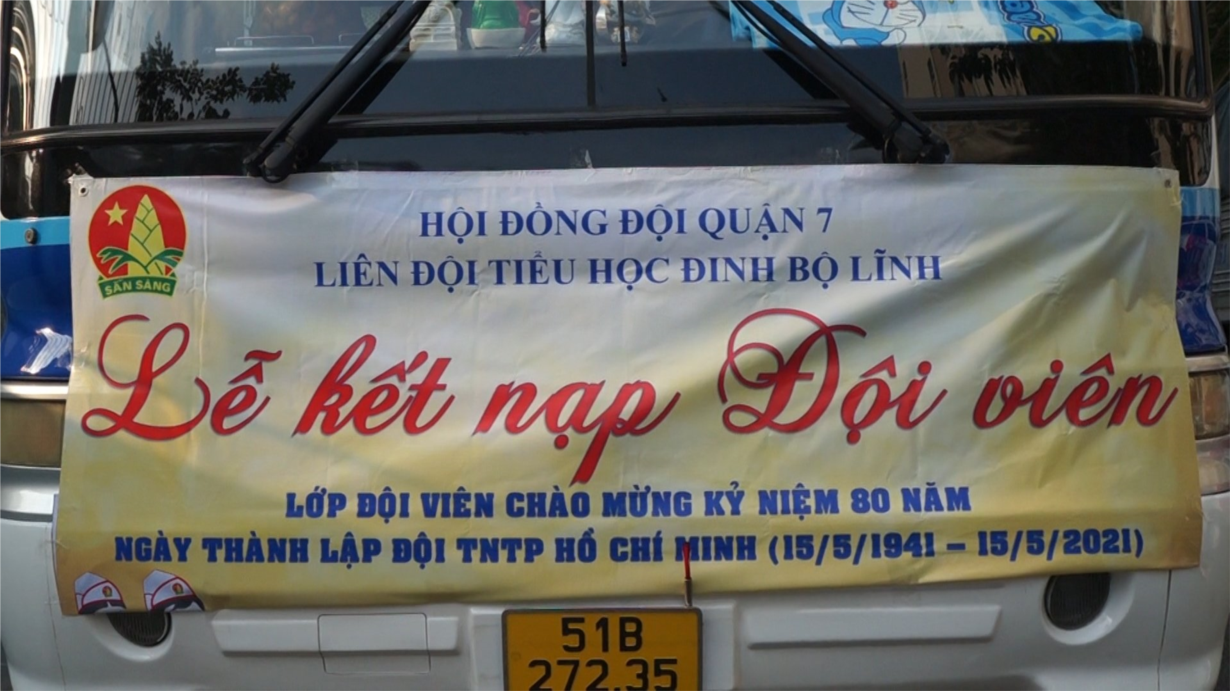 SẴN SÀNG
HỘI ĐỒNG ĐỘI QUẬN 7
LIÊN ĐỘI TIỂU HỌC ĐINH BỘ LĨNH
Lễ kết nạp Đội viên
LỚP ĐỘI VIÊN CHÀO MỪNG KỶ NIỆM 80 NĂM
NGÀY THÀNH LẬP ĐỘI TNTP HỒ CHÍ MINH (15/5/1941 – 15/5/2021)
51B
272.35